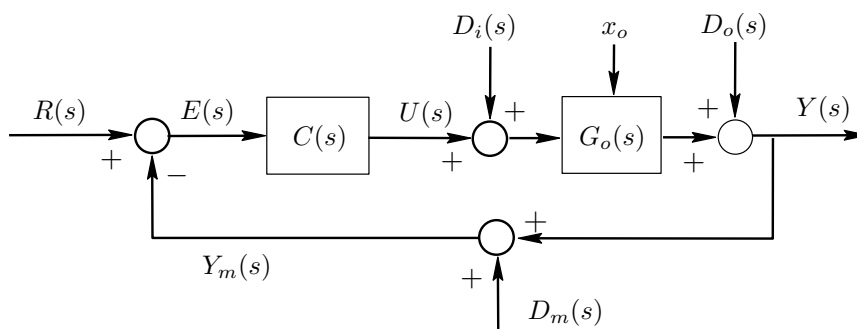 D_i(s)
x_o
D_o(s)
R(s)
E(s)
U(s)
+
+
Y(s)
C(s)
G_o(s)
+
−
+
+
+
Y_m(s)
+
D_m(s)